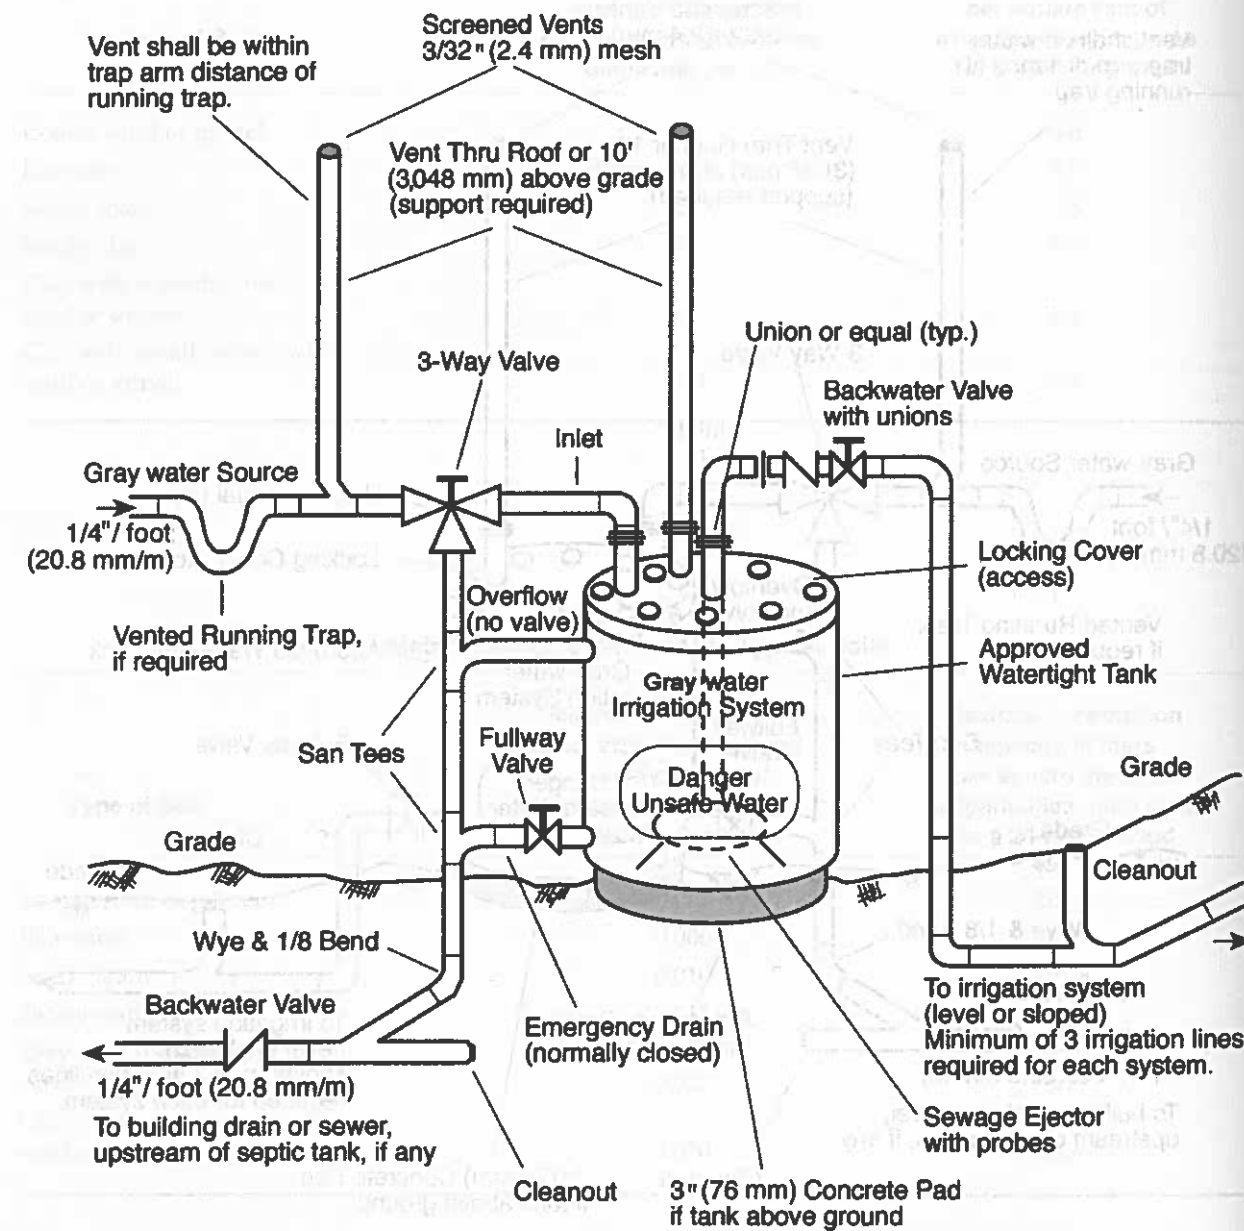 Screened Vents
3/32" (2.4 mm) mesh
Vent shall be within
trap arm distance of
running trap.
Vent Thru Roof or 10'
(3,048 mm) above grade
(support required)
Union or equal (typ.)
3-Way Valve
Backwater Valve
with unions
Inlet
Gray water Source
1/4"/ foot
(20.8 mm/m)
Locking Cover
(access)
Overflow
(no valve)
Vented Running Trap,
if required
Approved
Watertight Tank
Gray water
Irrigation System
San Tees
Fullway
Valve
Danger
Unsafe Water
Grade
Grade
Cleanout
Wye & 1/8 Bend
Backwater Valve
1/4"/ foot (20.8 mm/m)
To building drain or sewer,
upstream of septic tank, if any
Emergency Drain
(normally closed)
To irrigation system
(level or sloped)
Minimum of 3 irrigation lines
required for each system.
Sewage Ejector
with probes
Cleanout
3" (76 mm) Concrete Pad
if tank above ground